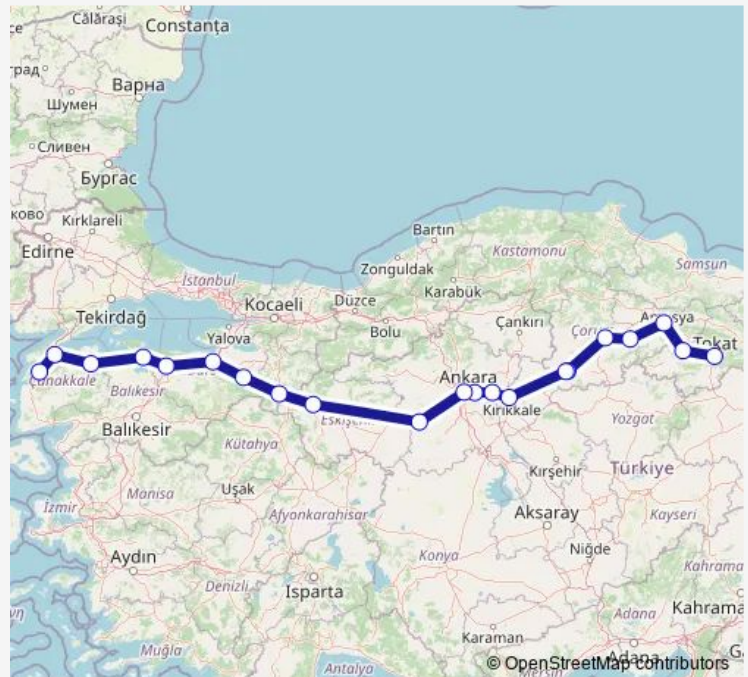 Călărași
Constanța
Варна
Шумен
Сливен
Бургас
Kırklareli
Edirne
Bartın
Zonguldak
Kastamonu
Karabük
Samsun
İstanbul
Kocaeli
Düzce
Tekirdağ
Yalova
Bolu
Çankırı
Tokat
Çanakkale
Balıkesir
Ankara
Kırıkkale
Balıkesir
Yozgat
Kütahya
Kırşehir
Türkiye
Manisa
Uşak
İzmir
Afyonkarahisar
Aksaray
Kayseri
Aydın
Konya
Niğde
Kahrama
Denizli
Isparta
Adana
Kahrama
Muğla
Karaman
Antalya
Adana
© OpenStreetMap contributors